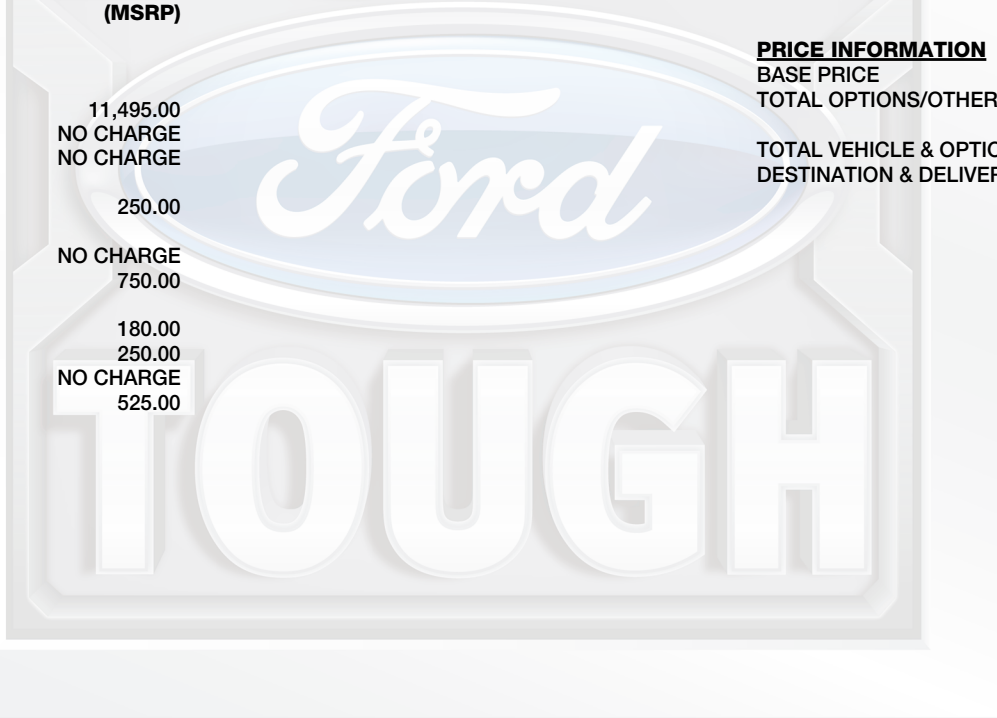 (MSRP)
11,495.00
NO CHARGE
NO CHARGE
250.00
NO CHARGE
750.00
180.00
250.00
NO CHARGE
525.00
PRICE INFORMATION
BASE PRICE
TOTAL OPTIONS/OTHER
TOTAL VEHICLE & OPTIO
DESTINATION & DELIVER
Ford
TOUGH